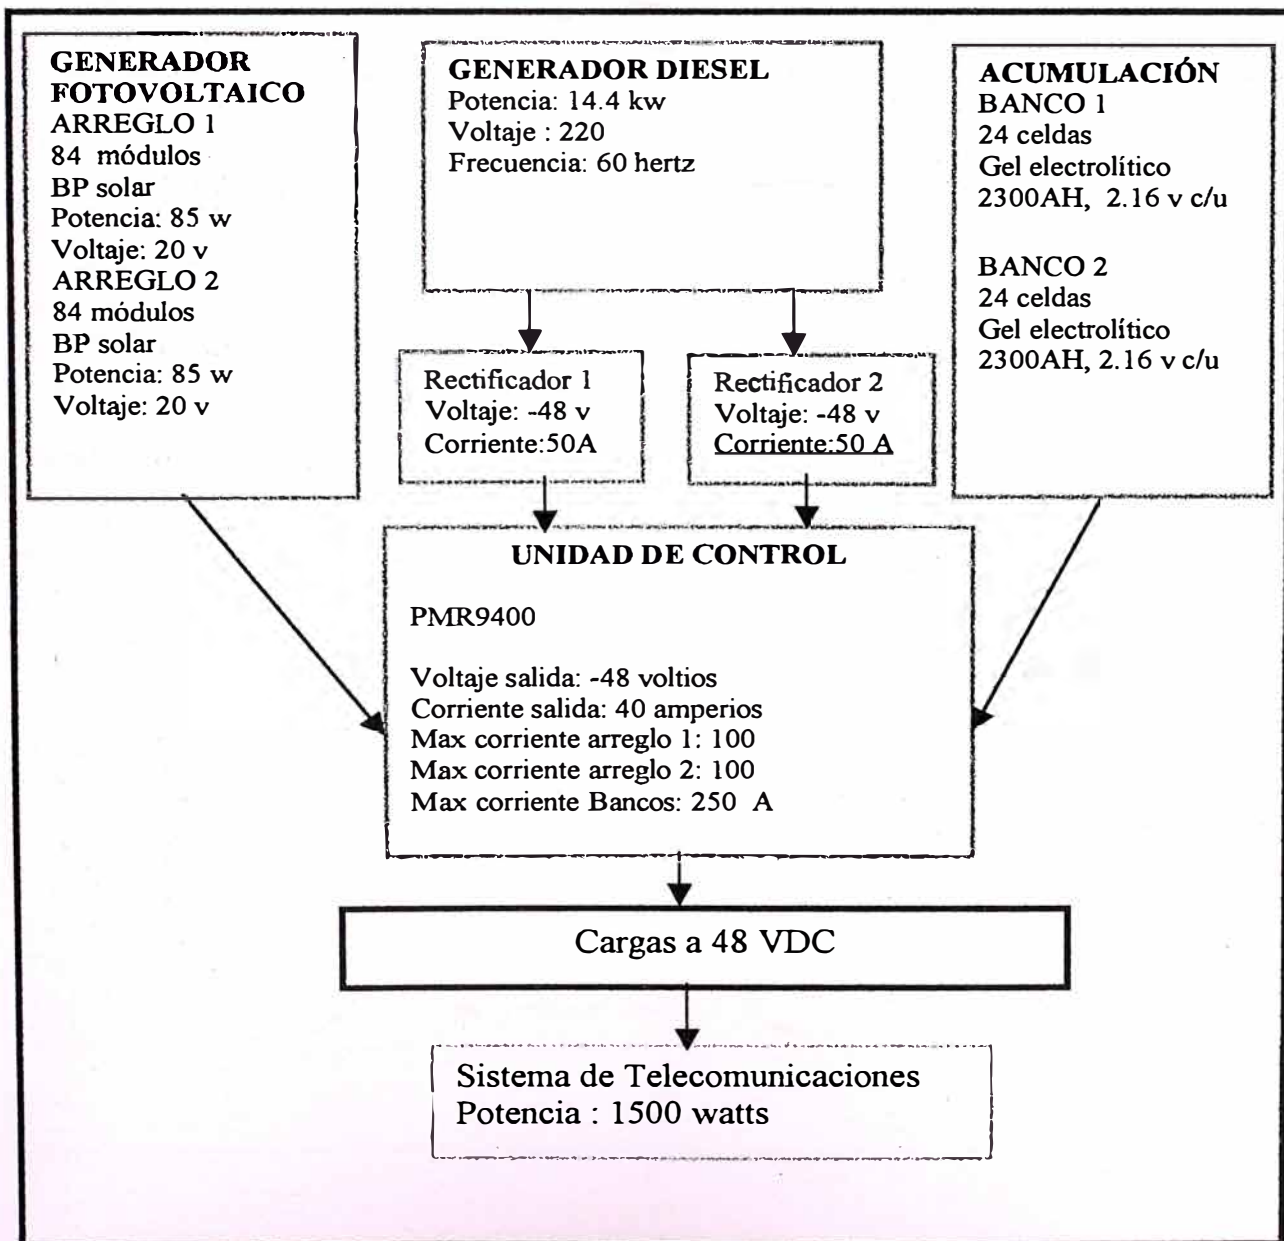 GENERADOR
FOTOVOLTAICO
ARREGLO 1
84 módulos
BP solar
Potencia: 85 w
Voltaje: 20 v
ARREGLO 2
84 módulos
BP solar
Potencia: 85 w
Voltaje: 20 v
GENERADOR DIESEL
Potencia: 14.4 kw
Voltaje : 220
Frecuencia: 60 hertz
ACUMULACIÓN
BANCO 1
24 celdas
Gel electrolítico
2300AH, 2.16 v c/u
BANCO 2
24 celdas
Gel electrolítico
2300AH, 2.16 v c/u
Rectificador 1
Voltaje: -48 v
Corriente:50A
Rectificador 2
Voltaje: -48 v
Corriente:50 A
UNIDAD DE CONTROL
PMR9400
Voltaje salida: -48 voltios
Corriente salida: 40 amperios
Max corriente arreglo 1: 100
Max corriente arreglo 2: 100
Max corriente Bancos: 250 A
Cargas a 48 VDC
Sistema de Telecomunicaciones
Potencia : 1500 watts